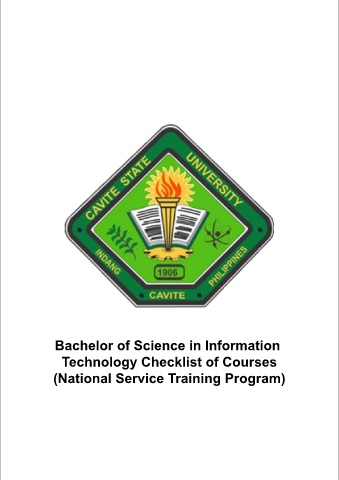 CAVITE STATE UNIVERSITY
INDANG
1906
PHILIPPINES
CAVITE
Bachelor of Science in Information
Technology Checklist of Courses
(National Service Training Program)